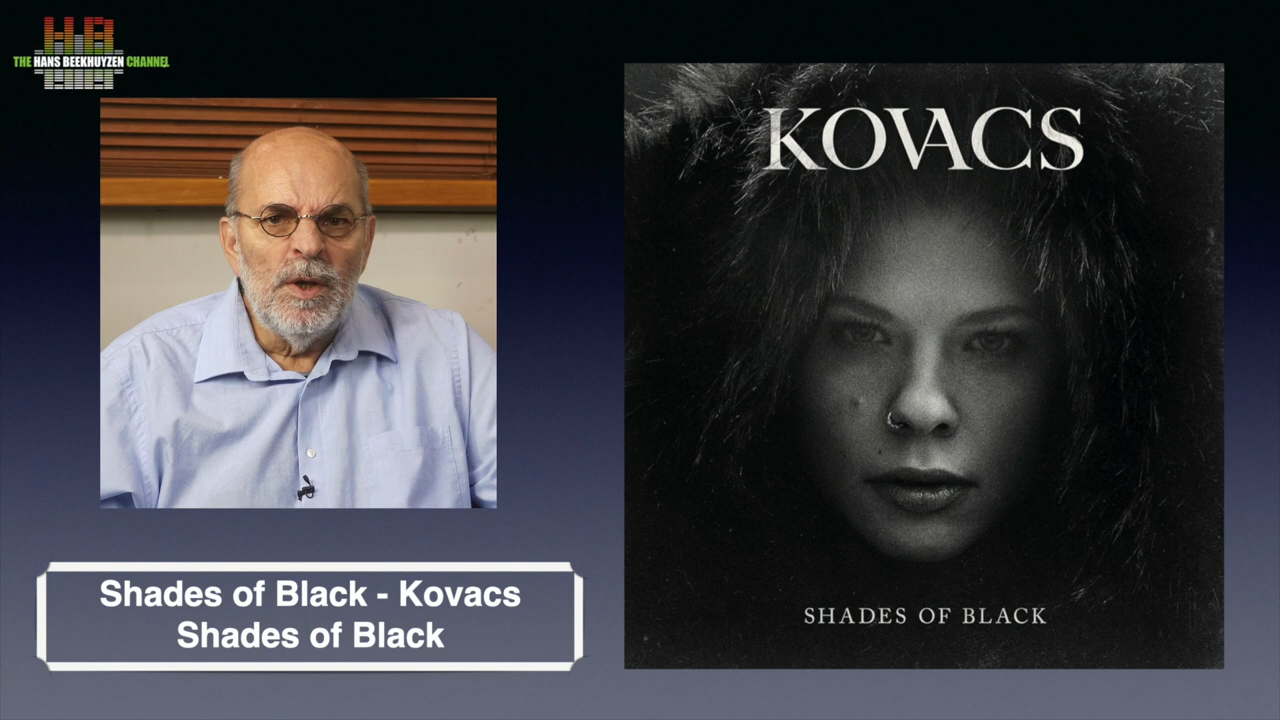 THE HANS BEEKHUYZEN CHANNEL
KOVACS
SHADES OF BLACK
Shades of Black - Kovacs
Shades of Black